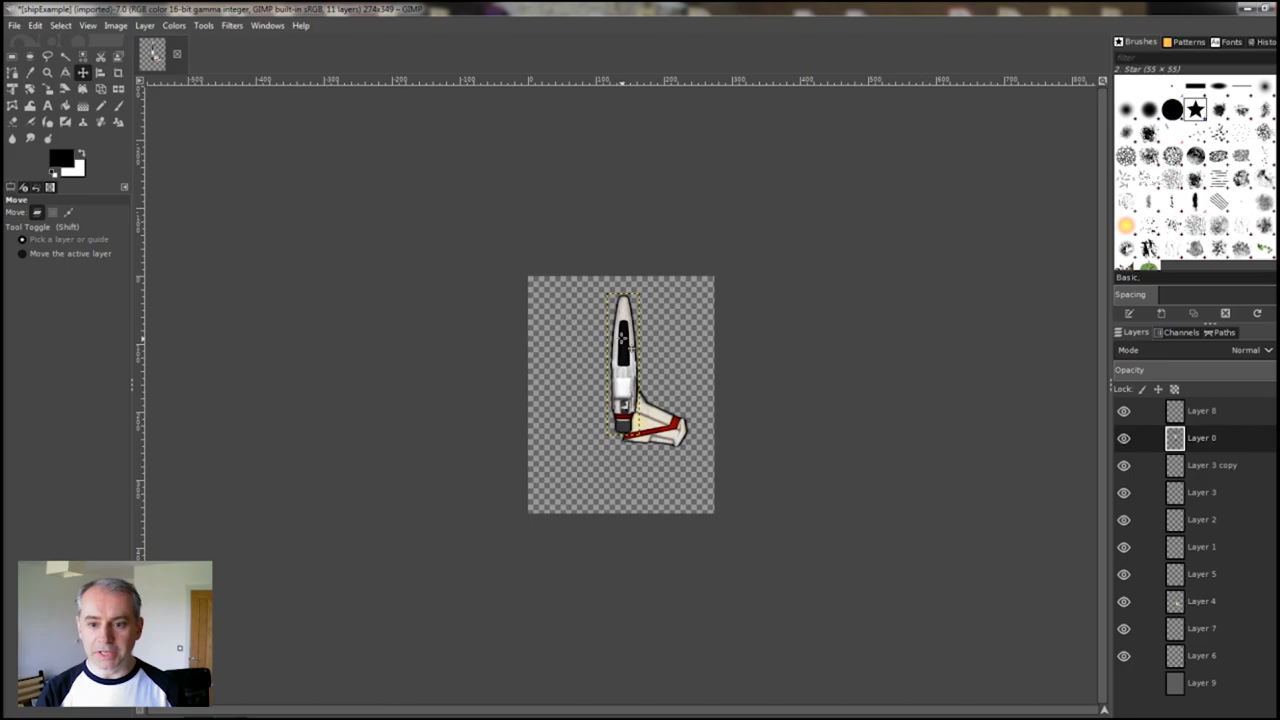 *[shipExample] (imported)-7.0 (RGB color 16-bit gamma integer, GIMP built-in sRGB, 11 layers) 274x349 – GIMP
File Edit Select View Image Layer Colors Tools Filters Windows Help
Brushes Patterns Fonts Histo
filter
2. Star (55 × 55)
Move
Move:
Tool Toggle (Shift)
Pick a layer or guide
Move the active layer
Basic,
Spacing
Layers Channels Paths
Mode Normal
Opacity
Lock:
Layer 8
Layer 0
Layer 3 copy
Layer 3
Layer 2
Layer 1
Layer 5
Layer 4
Layer 7
Layer 6
Layer 9